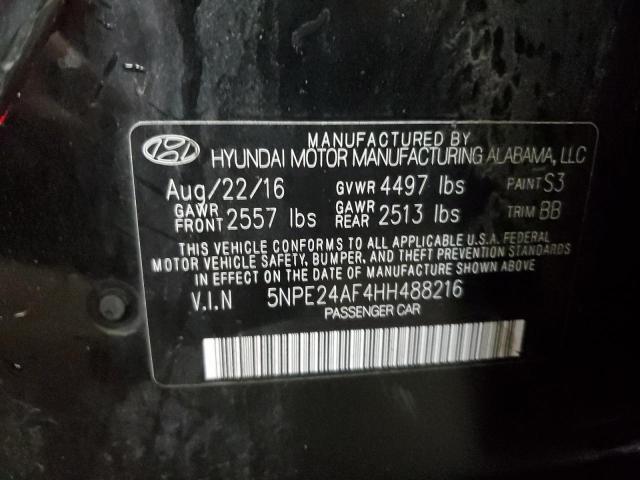 MANUFACTURED BY
HYUNDAI MOTOR MANUFACTURING ALABAMA, LLC
Aug/22/16 GVWR 4497 lbs PAINT S3
GAWR FRONT 2557 lbs GAWR REAR 2513 lbs TRIM BB
THIS VEHICLE CONFORMS TO ALL APPLICABLE U.S.A. FEDERAL
MOTOR VEHICLE SAFETY, BUMPER, AND THEFT PREVENTION STANDARDS
IN EFFECT ON THE DATE OF MANUFACTURE SHOWN ABOVE
V.I.N 5NPE24AF4HH488216
PASSENGER CAR